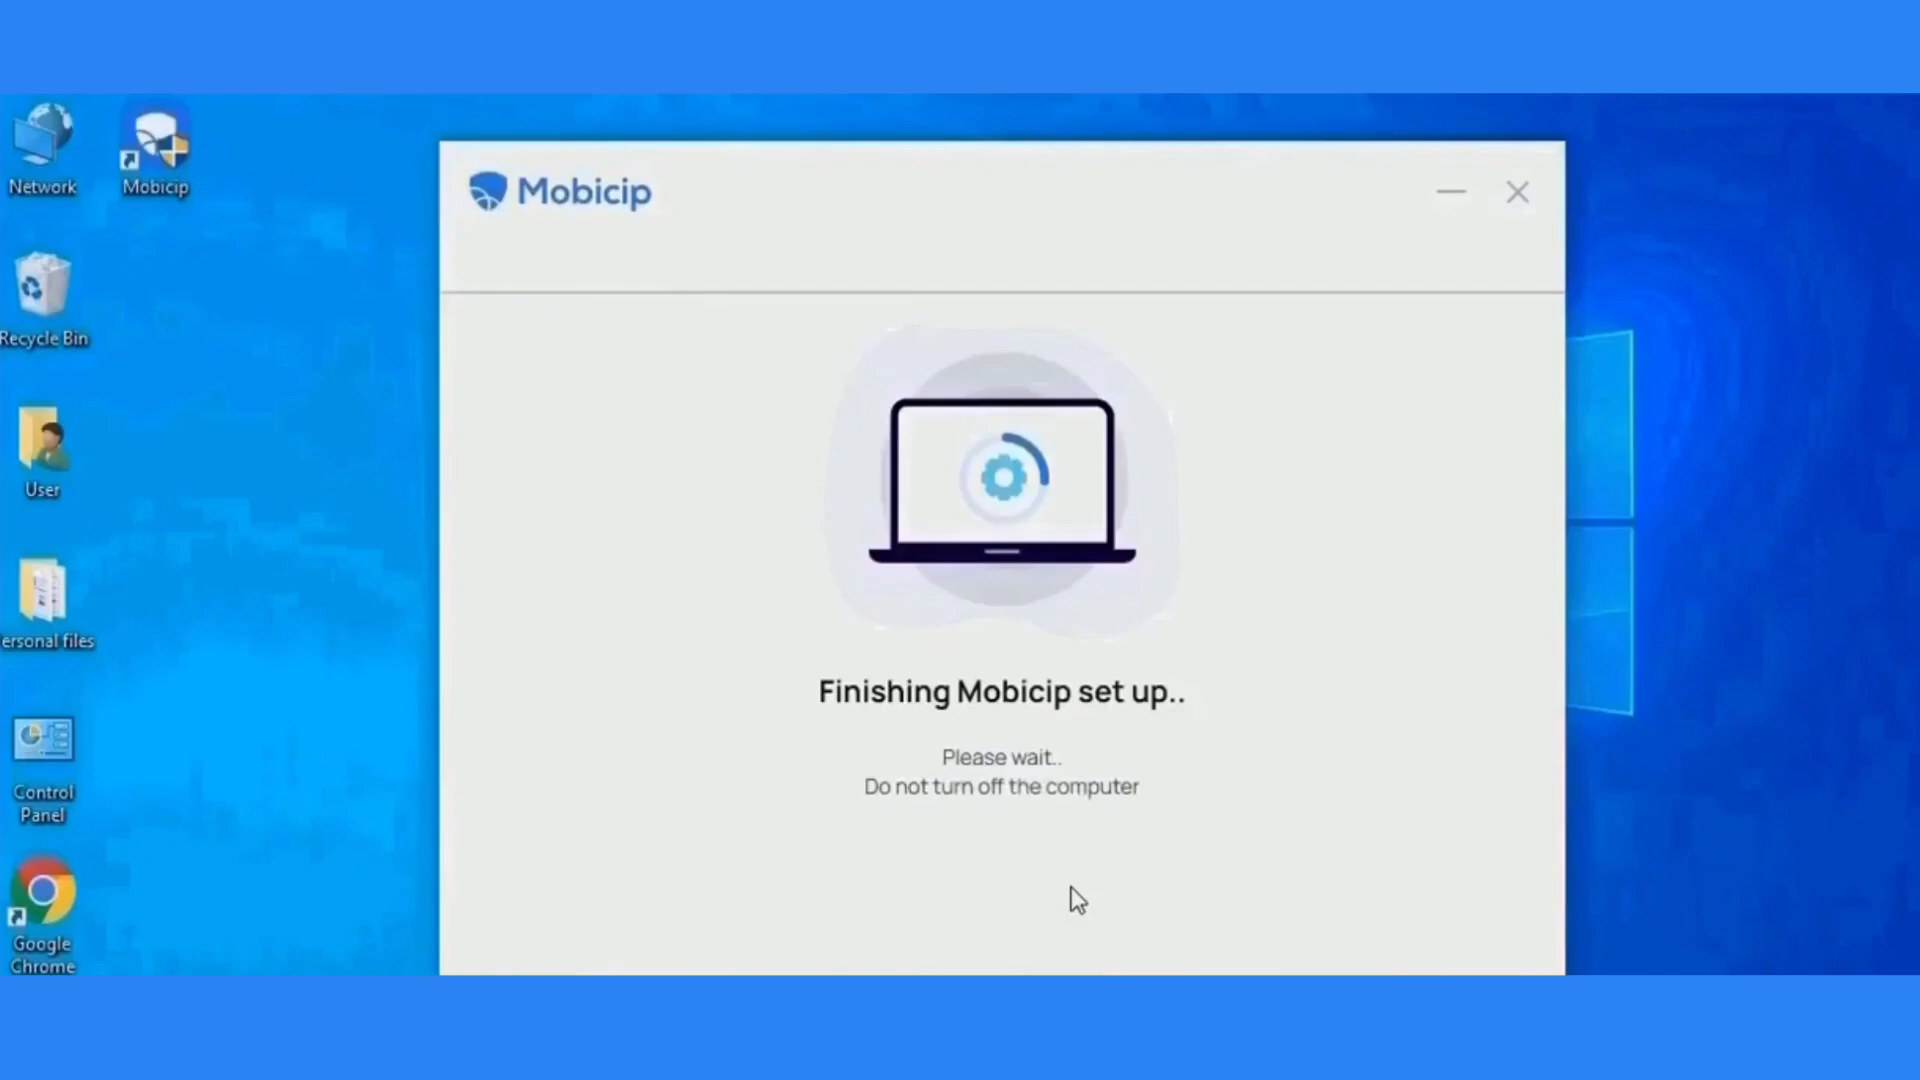 Network
Mobicip
Recycle Bin
User
ersonal files
Control
Panel
Google
Chrome
Mobicip
Finishing Mobicip set up..
Please wait..
Do not turn off the computer